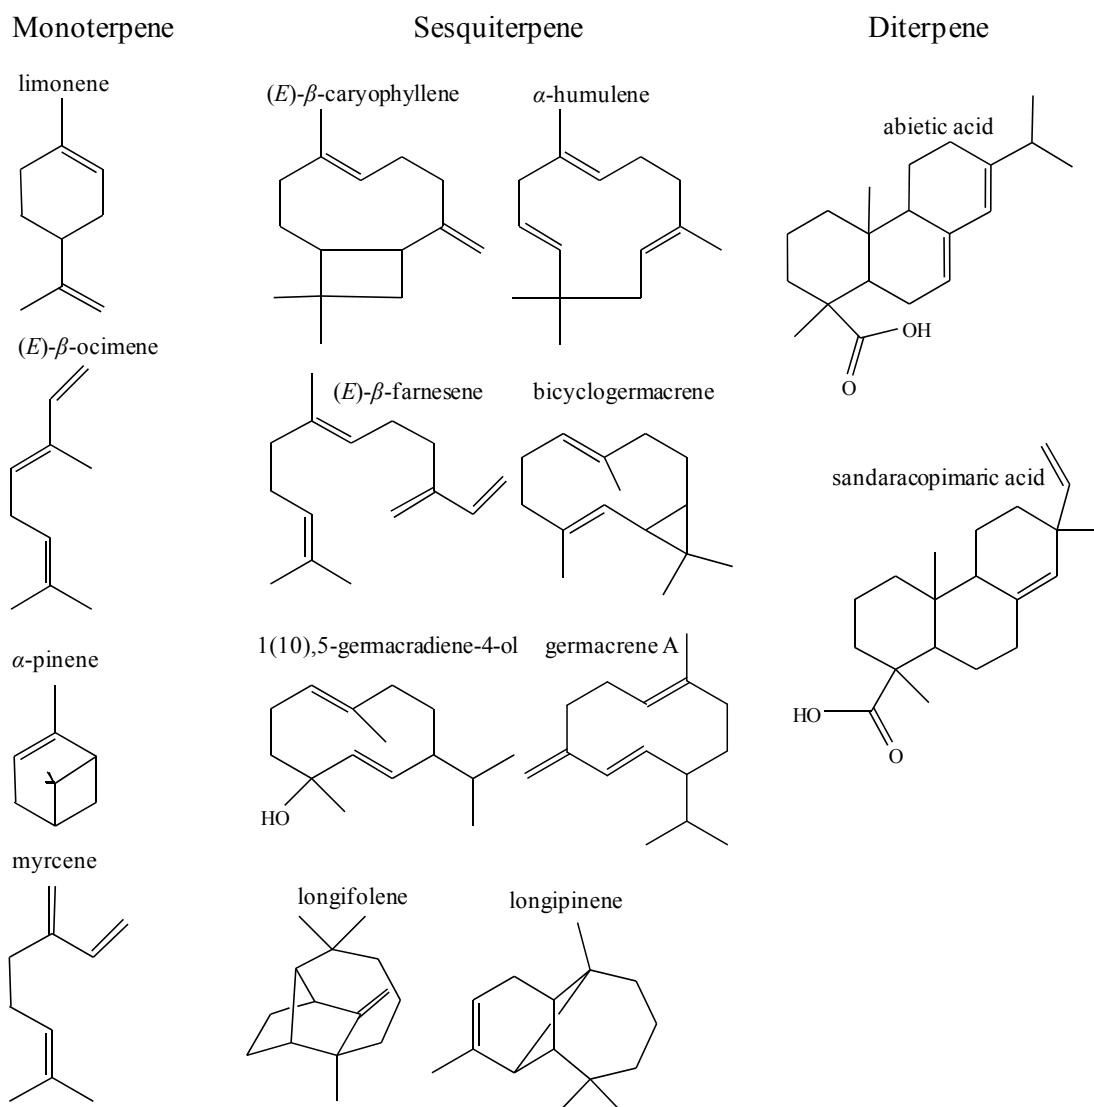 Monoterpene
Sesquiterpene
Diterpene
limonene
(E)-β-caryophyllene
α-humulene
abietic acid
OH
O
(E)-β-ocimene
(E)-β-farnesene
bicyclogermacrene
sandaracopimaric acid
HO
O
α-pinene
1(10),5-germacradiene-4-ol
germacrene A
HO
myrcene
longifolene
longipinene